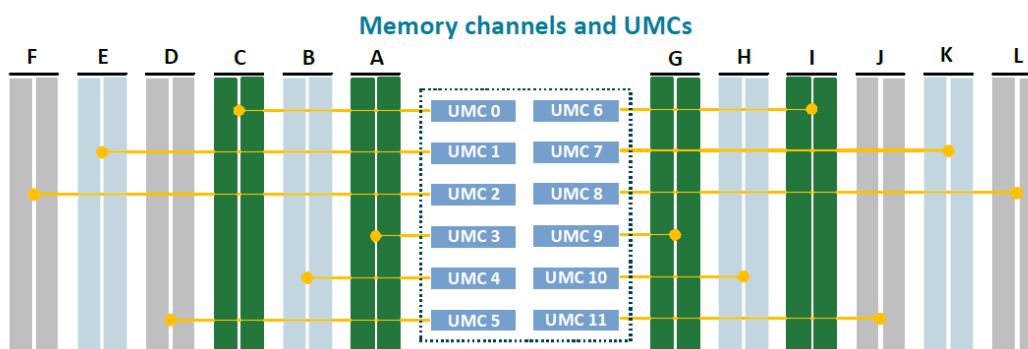 Memory channels and UMCs
F E D C B A G H I J K L
UMC 0 UMC 6
UMC 1 UMC 7
UMC 2 UMC 8
UMC 3 UMC 9
UMC 4 UMC 10
UMC 5 UMC 11